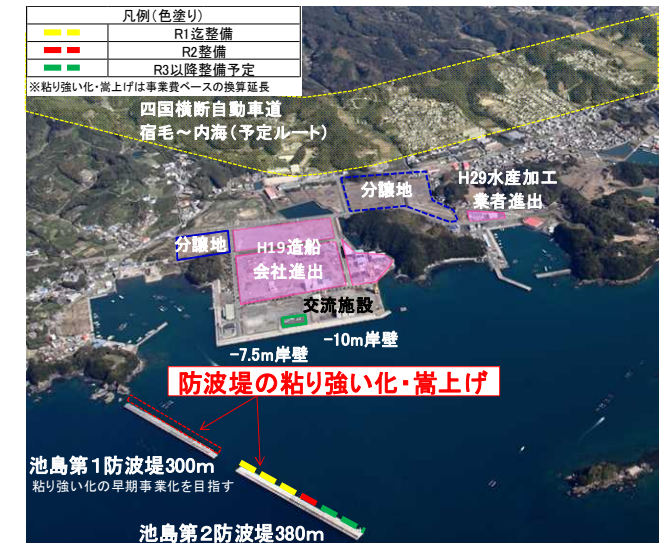 凡例(色塗り)
R1迄整備
R2整備
R3以降整備予定
※粘り強い化・嵩上げは事業費ベースの換算延長
四国横断自動車道
宿毛～内海(予定ルート)
分譲地
H29水産加工
業者進出
分譲地
H19造船
会社進出
交流施設
-10m岸壁
-7.5m岸壁
防波堤の粘り強い化・嵩上げ
池島第1防波堤300m
粘り強い化の早期事業化を目指す
池島第2防波堤380m